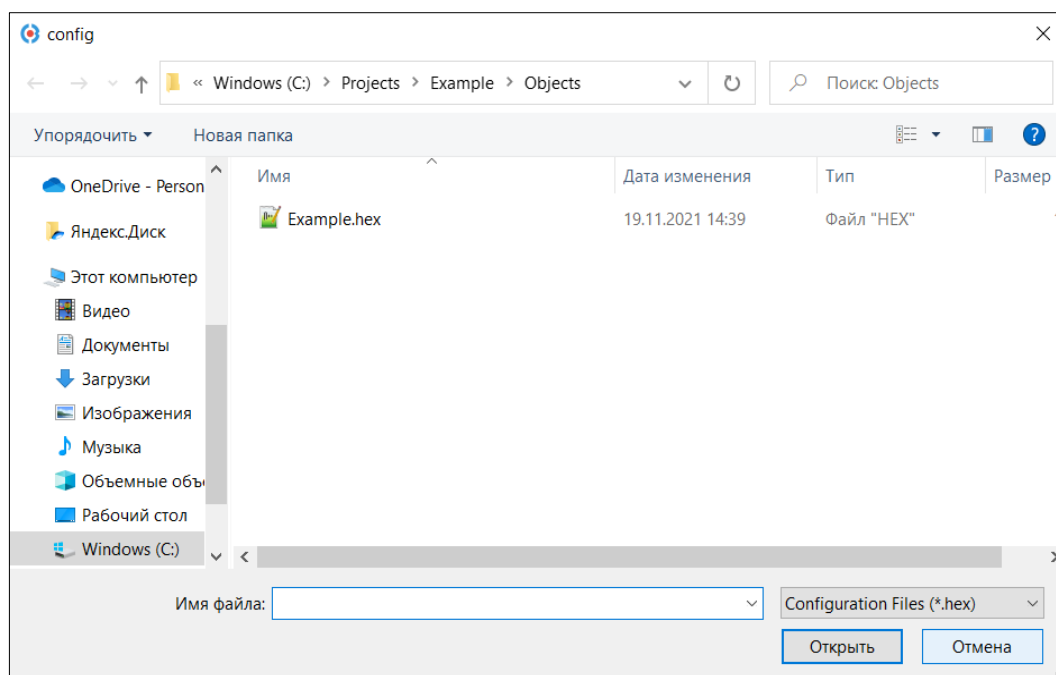 config
« Windows (C:) > Projects > Example > Objects
Поиск: Objects
Упорядочить
Новая папка
Имя
Дата изменения
Тип
Размер
Example.hex
19.11.2021 14:39
Файл "HEX"
OneDrive - Person
Яндекс.Диск
Этот компьютер
Видео
Документы
Загрузки
Изображения
Музыка
Объемные объ
Рабочий стол
Windows (C:)
Имя файла:
Configuration Files (*.hex)
Открыть
Отмена